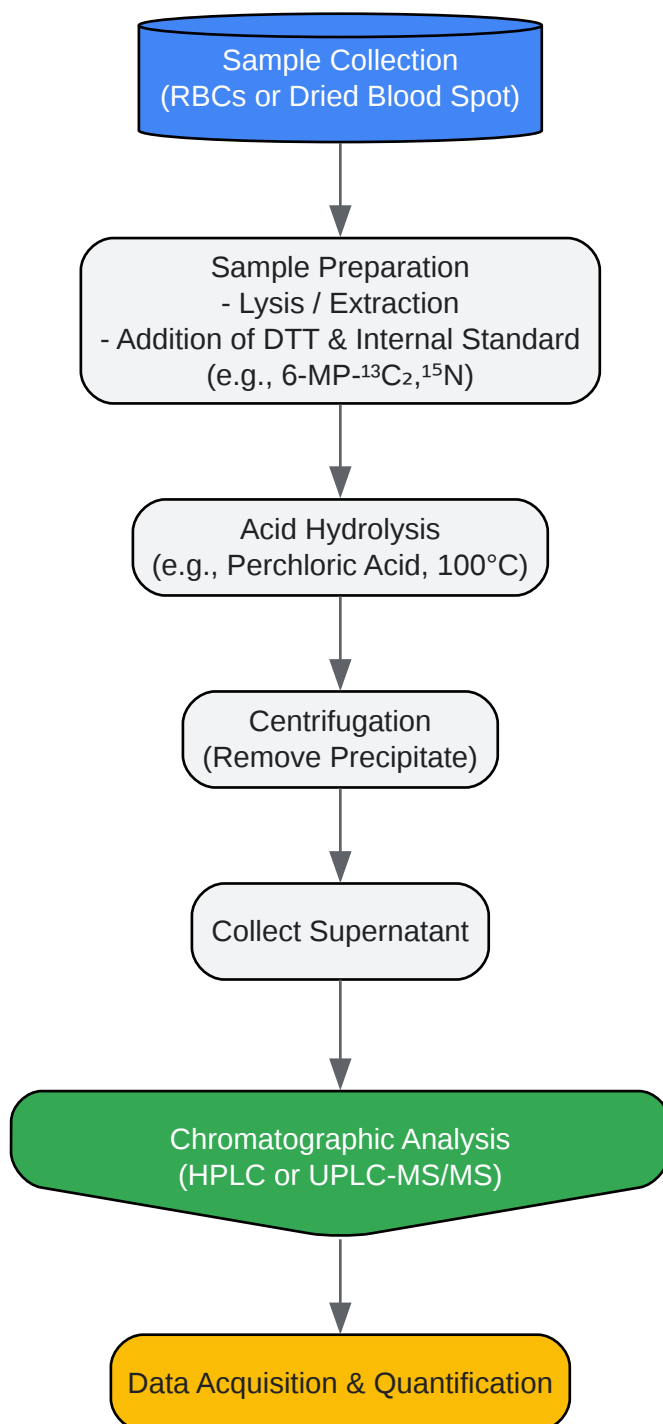 Sample Collection
(RBCs or Dried Blood Spot)
Sample Preparation
- Lysis / Extraction
- Addition of DTT & Internal Standard
(e.g., 6-MP-¹³C₂,¹⁵N)
Acid Hydrolysis
(e.g., Perchloric Acid, 100°C)
Centrifugation
(Remove Precipitate)
Collect Supernatant
Chromatographic Analysis
(HPLC or UPLC-MS/MS)
Data Acquisition & Quantification